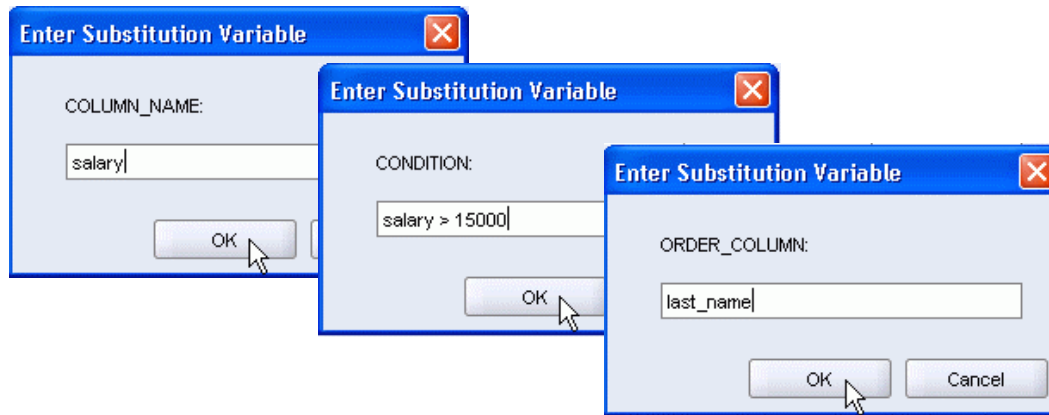 Enter Substitution Variable
COLUMN_NAME:
salary
OK
Enter Substitution Variable
CONDITION:
salary > 15000
OK
Enter Substitution Variable
ORDER_COLUMN:
last_name
OK Cancel